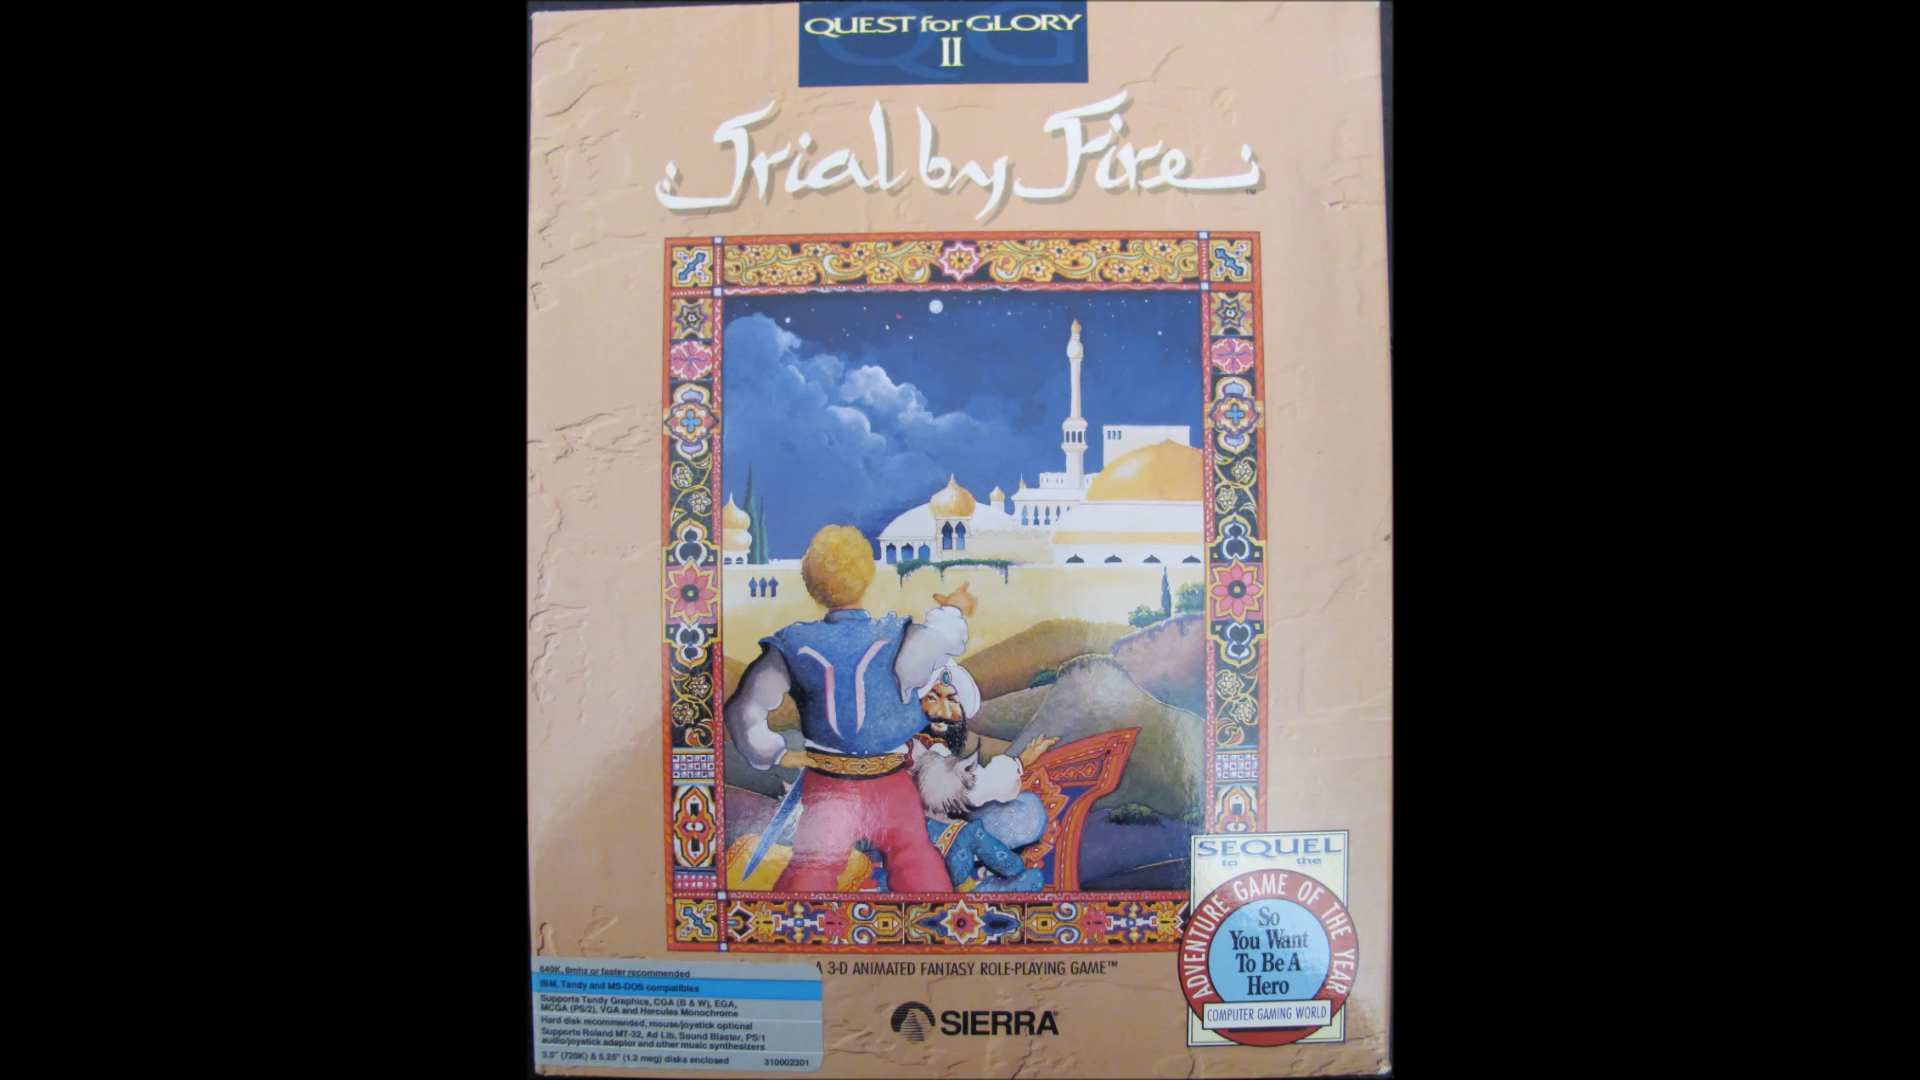 QUEST for GLORY
II
Trial by Fire
TM
SEQUEL
to the
ADVENTURE GAME OF THE YEAR
So
You Want
To Be A
Hero
COMPUTER GAMING WORLD
A 3-D ANIMATED FANTASY ROLE-PLAYING GAME™
SIERRA®
640K, 8mhz or faster recommended
IBM, Tandy and MS-DOS compatibles
Supports Tandy Graphics, CGA (B & W), EGA,
MCGA (PS/2), VGA and Hercules Monochrome
Hard disk recommended, mouse/joystick optional
Supports Roland MT-32, Ad Lib, Sound Blaster, PS/1
audio/joystick adaptor and other music synthesizers
3.5" (720K) & 5.25" (1.2 meg) disks enclosed 310002301